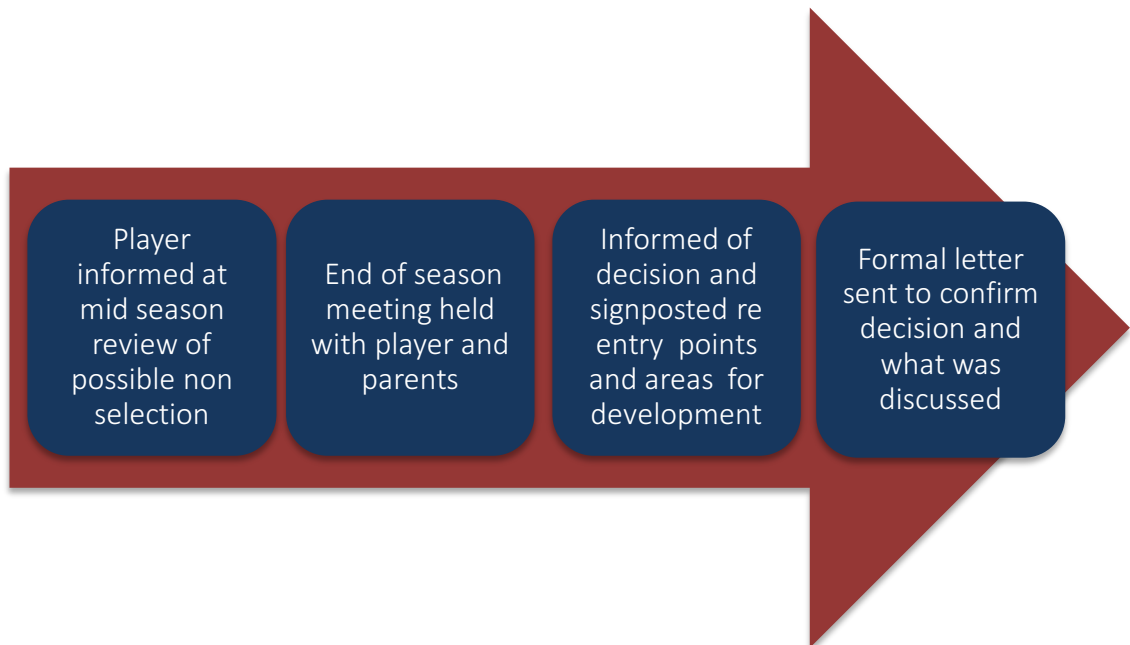 Player
informed at
mid season
review of
possible non
selection
End of season
meeting held
with player and
parents
Informed of
decision and
signposted re
entry points
and areas for
development
Formal letter
sent to confirm
decision and
what was
discussed